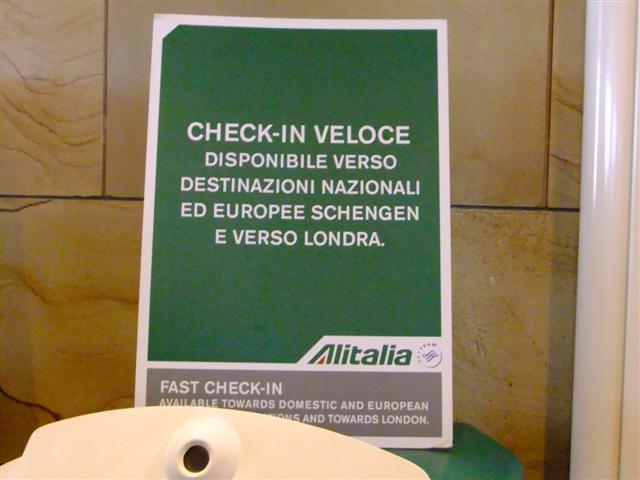 CHECK-IN VELOCE
DISPONIBILE VERSO
DESTINAZIONI NAZIONALI
ED EUROPEE SCHENGEN
E VERSO LONDRA.
Alitalia
FAST CHECK-IN
AVAILABLE TOWARDS DOMESTIC AND EUROPEAN
AND TOWARDS LONDON.